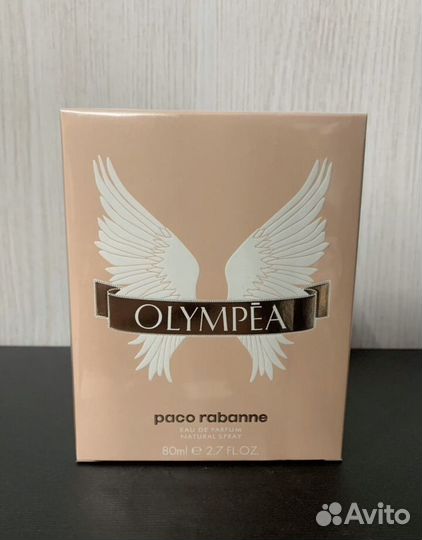 OLYMPĒA
paco rabanne
EAU DE PARFUM
NATURAL SPRAY
80ml ℮ 2.7 FL.OZ.
Avito